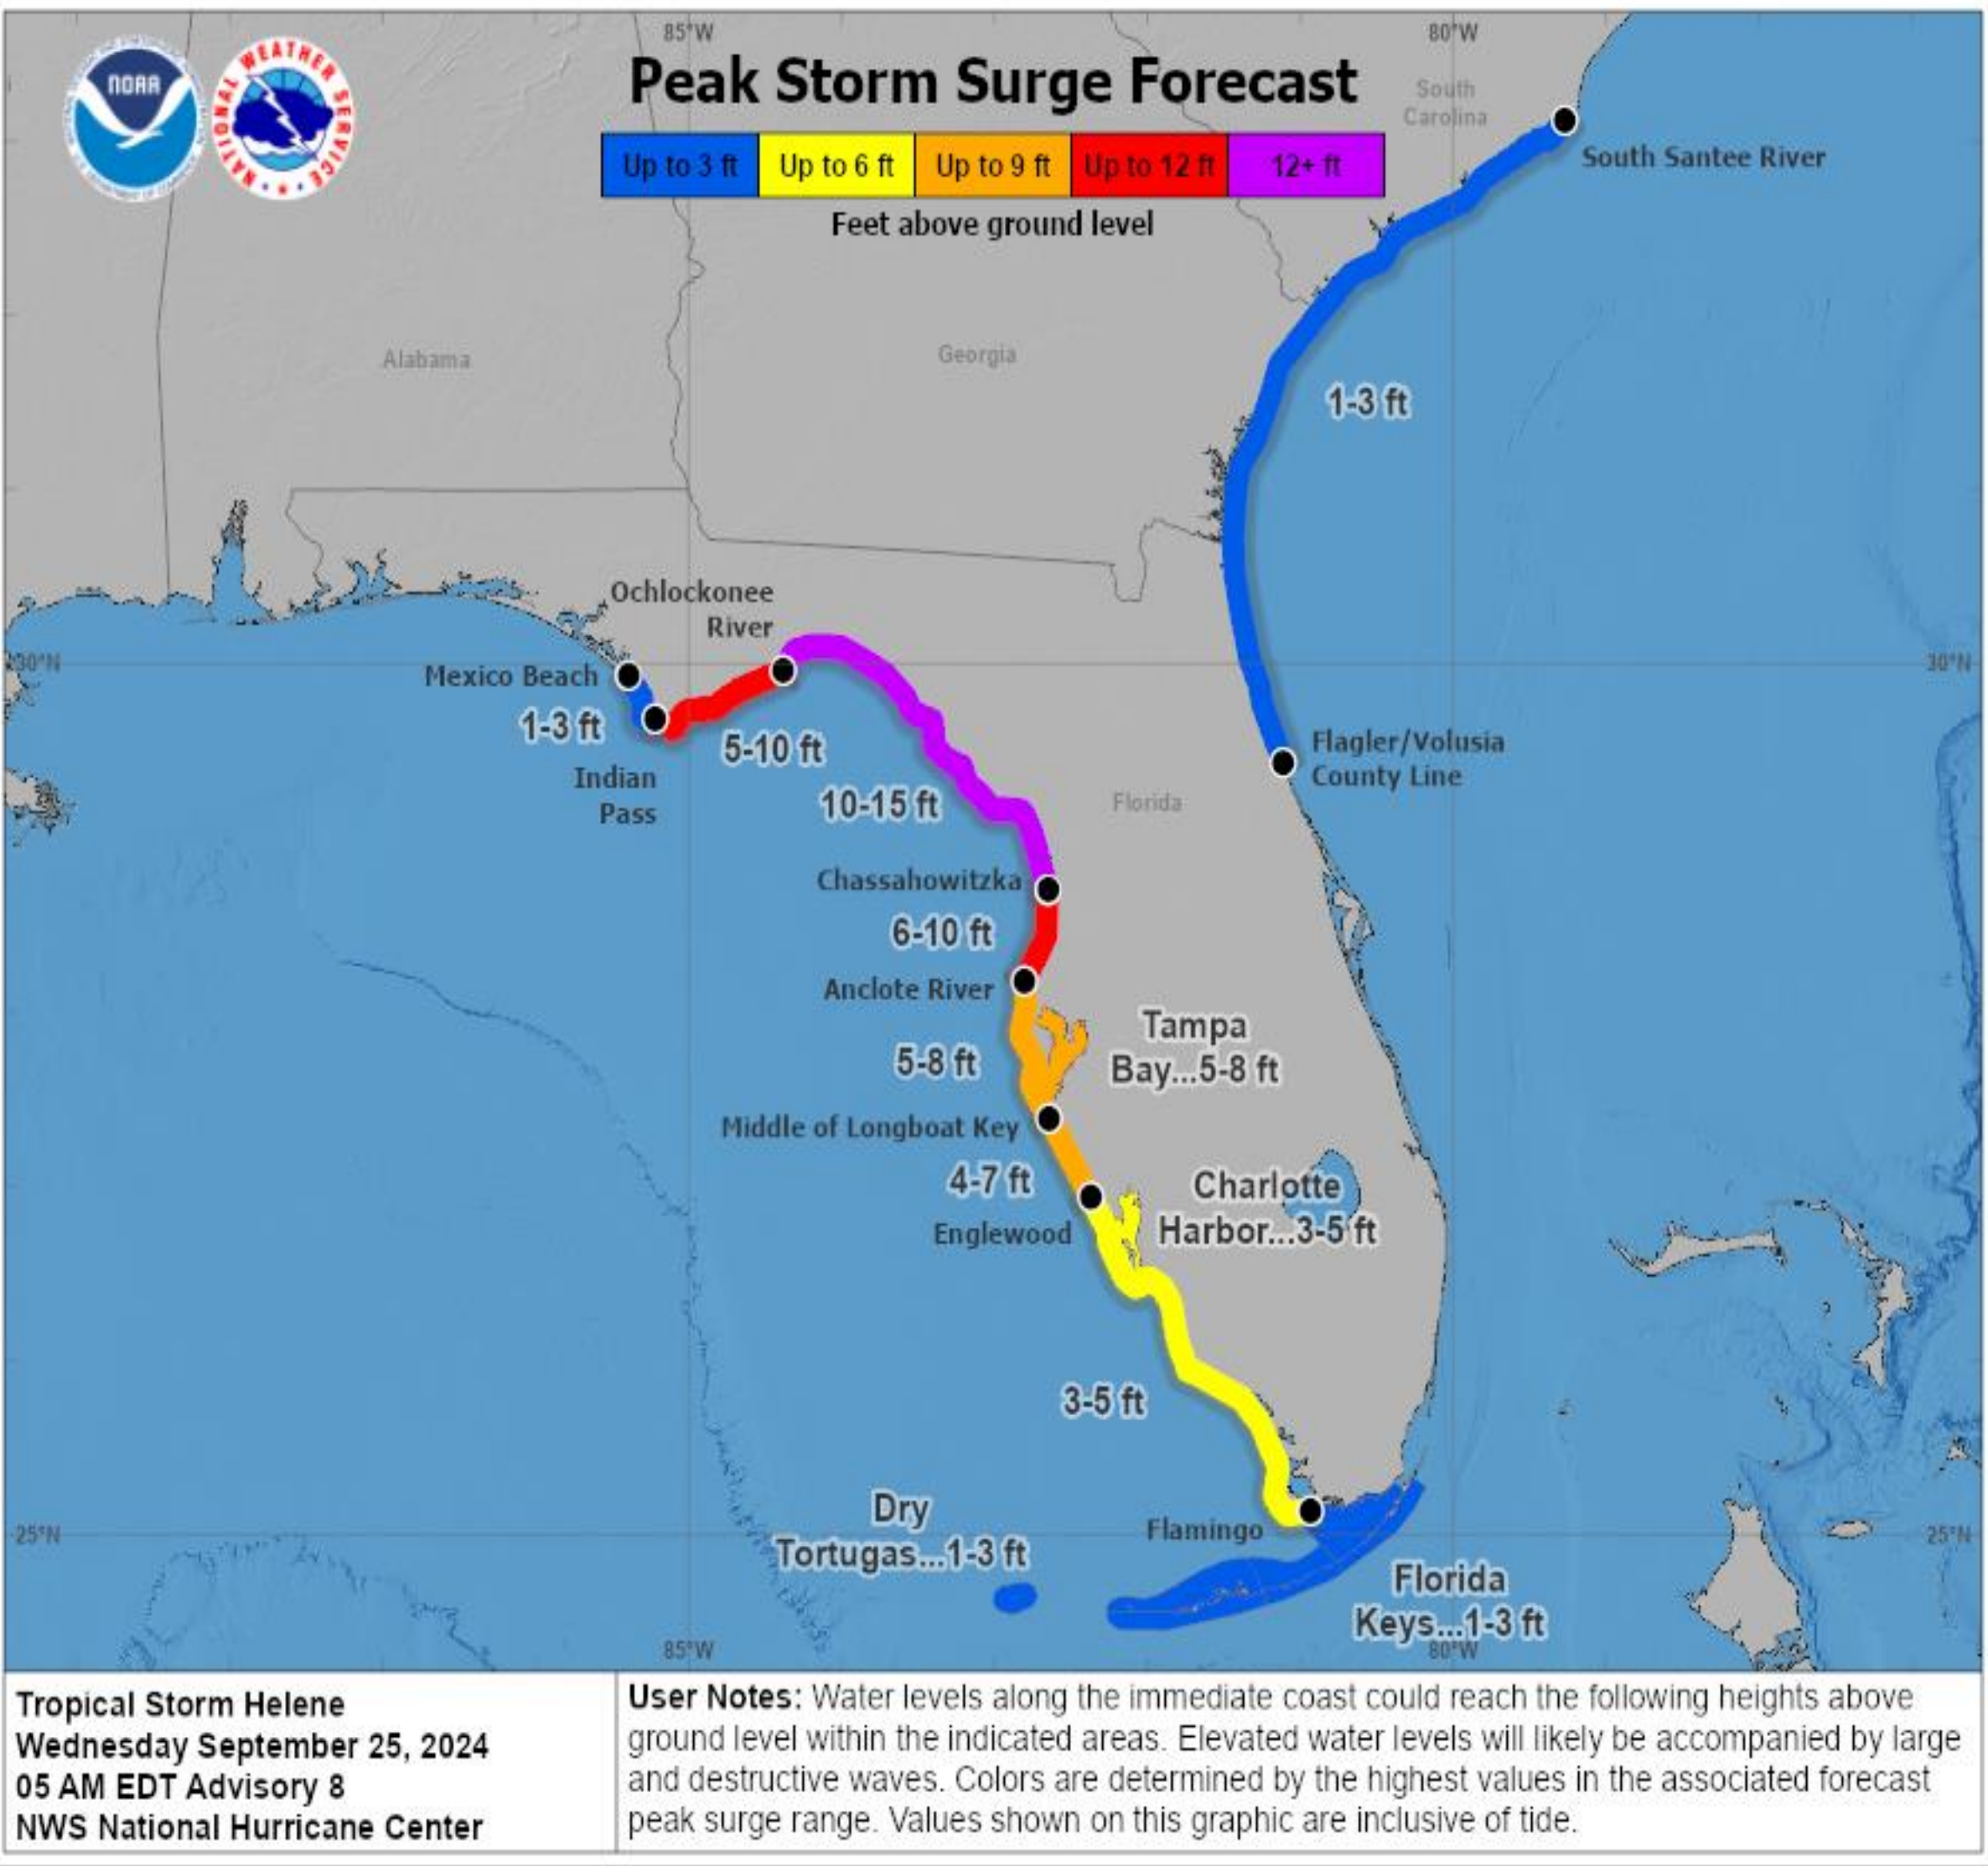 85°W
80°W
NOAA
NATIONAL WEATHER SERVICE
Peak Storm Surge Forecast
South
Carolina
Up to 3 ft
Up to 6 ft
Up to 9 ft
Up to 12 ft
12+ ft
South Santee River
Feet above ground level
Alabama
Georgia
1-3 ft
Ochlockonee
River
30°N
30°N
Mexico Beach
1-3 ft
5-10 ft
Indian
Pass
Flagler/Volusia
County Line
10-15 ft
Florida
Chassahowitzka
6-10 ft
Anclote River
Tampa
Bay...5-8 ft
5-8 ft
Middle of Longboat Key
4-7 ft
Charlotte
Harbor...3-5 ft
Englewood
3-5 ft
Dry
Tortugas...1-3 ft
Flamingo
25°N
25°N
Florida
Keys...1-3 ft
85°W
80°W
Tropical Storm Helene
Wednesday September 25, 2024
05 AM EDT Advisory 8
NWS National Hurricane Center
User Notes: Water levels along the immediate coast could reach the following heights above
ground level within the indicated areas. Elevated water levels will likely be accompanied by large
and destructive waves. Colors are determined by the highest values in the associated forecast
peak surge range. Values shown on this graphic are inclusive of tide.